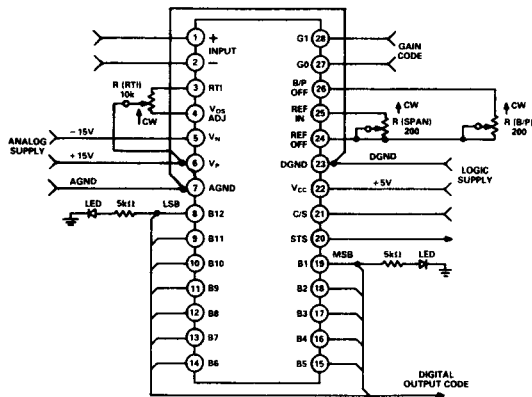 1 + INPUT
2 −
R (RTI)
10k
CW
3 RTI
4 VOS
ADJ
ANALOG
SUPPLY
−15V
5 VN
+15V
6 VP
AGND
7 AGND
LED 5kΩ LSB
8 B12
9 B11
10 B10
11 B9
12 B8
13 B7
14 B6
G1 28
G0 27
GAIN
CODE
B/P
OFF 26
REF
IN 25
CW
R (SPAN)
200
CW
R (B/P)
200
REF
OFF 24
DGND 23 DGND
VCC 22 +5V
LOGIC
SUPPLY
C/S 21
STS 20
B1 19 MSB 5kΩ LED
B2 18
B3 17
B4 16
B5 15
DIGITAL
OUTPUT CODE